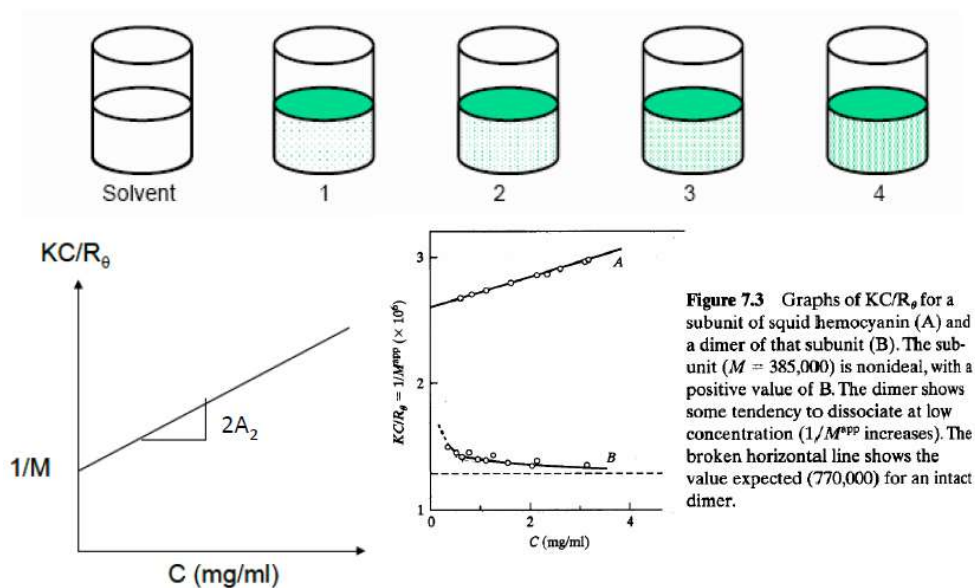 Solvent
1
2
3
4
KC/Rθ
2A2
1/M
C (mg/ml)
KC/Rθ = 1/M^app (× 10^6)
3
2
1
0
2
4
A
B
C (mg/ml)
Figure 7.3 Graphs of KC/Rθ for a
subunit of squid hemocyanin (A) and
a dimer of that subunit (B). The sub-
unit (M = 385,000) is nonideal, with a
positive value of B. The dimer shows
some tendency to dissociate at low
concentration (1/M^app increases). The
broken horizontal line shows the
value expected (770,000) for an intact
dimer.